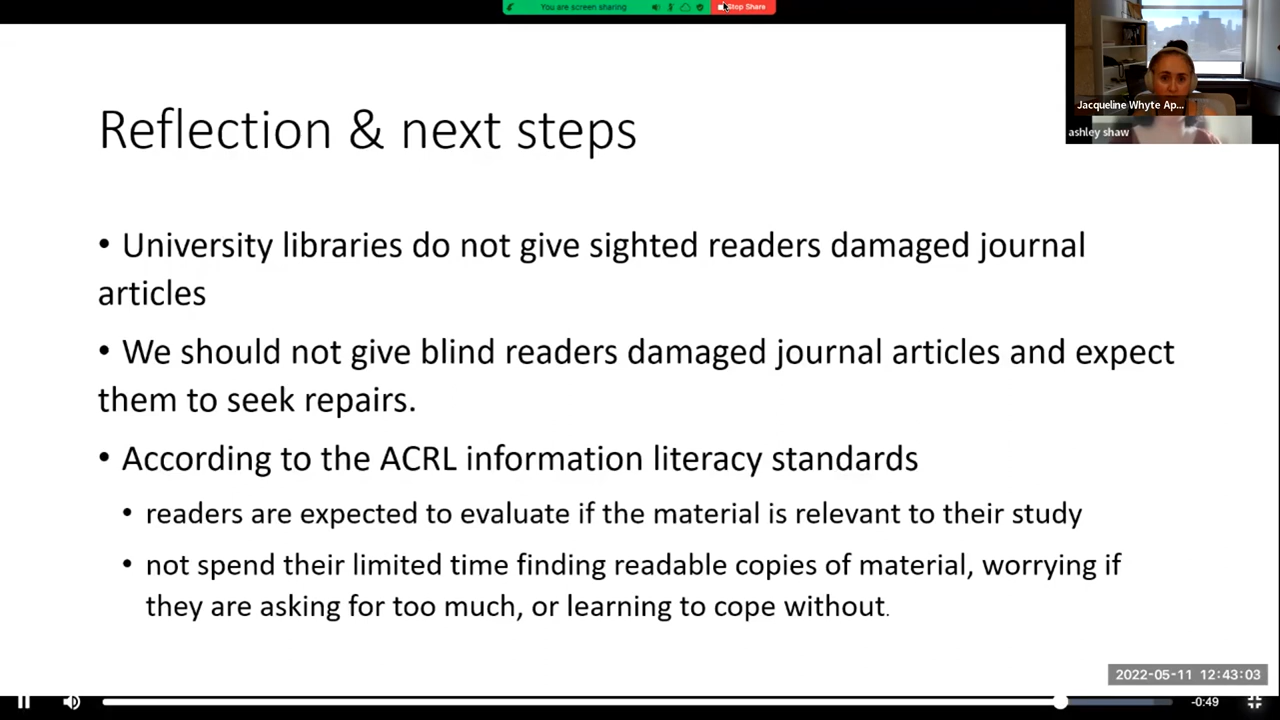 You are screen sharing
Stop Share
Jacqueline Whyte Ap...
ashley shaw
Reflection & next steps
• University libraries do not give sighted readers damaged journal
articles
• We should not give blind readers damaged journal articles and expect
them to seek repairs.
• According to the ACRL information literacy standards
• readers are expected to evaluate if the material is relevant to their study
• not spend their limited time finding readable copies of material, worrying if
they are asking for too much, or learning to cope without.
2022-05-11 12:43:03
-0:49